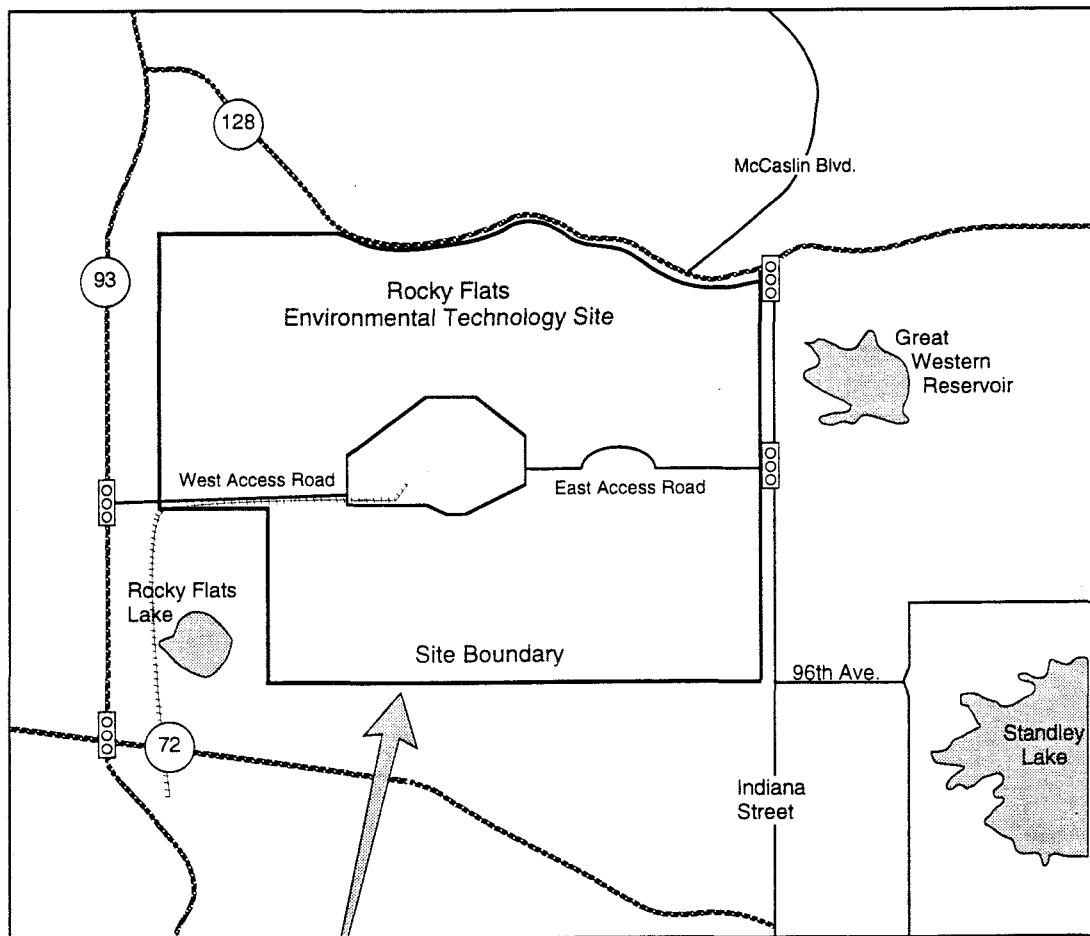 128
McCaslin Blvd.
93
Rocky Flats
Environmental Technology Site
Great
Western
Reservoir
West Access Road
East Access Road
Rocky Flats
Lake
Site Boundary
96th Ave.
72
Standley
Lake
Indiana
Street